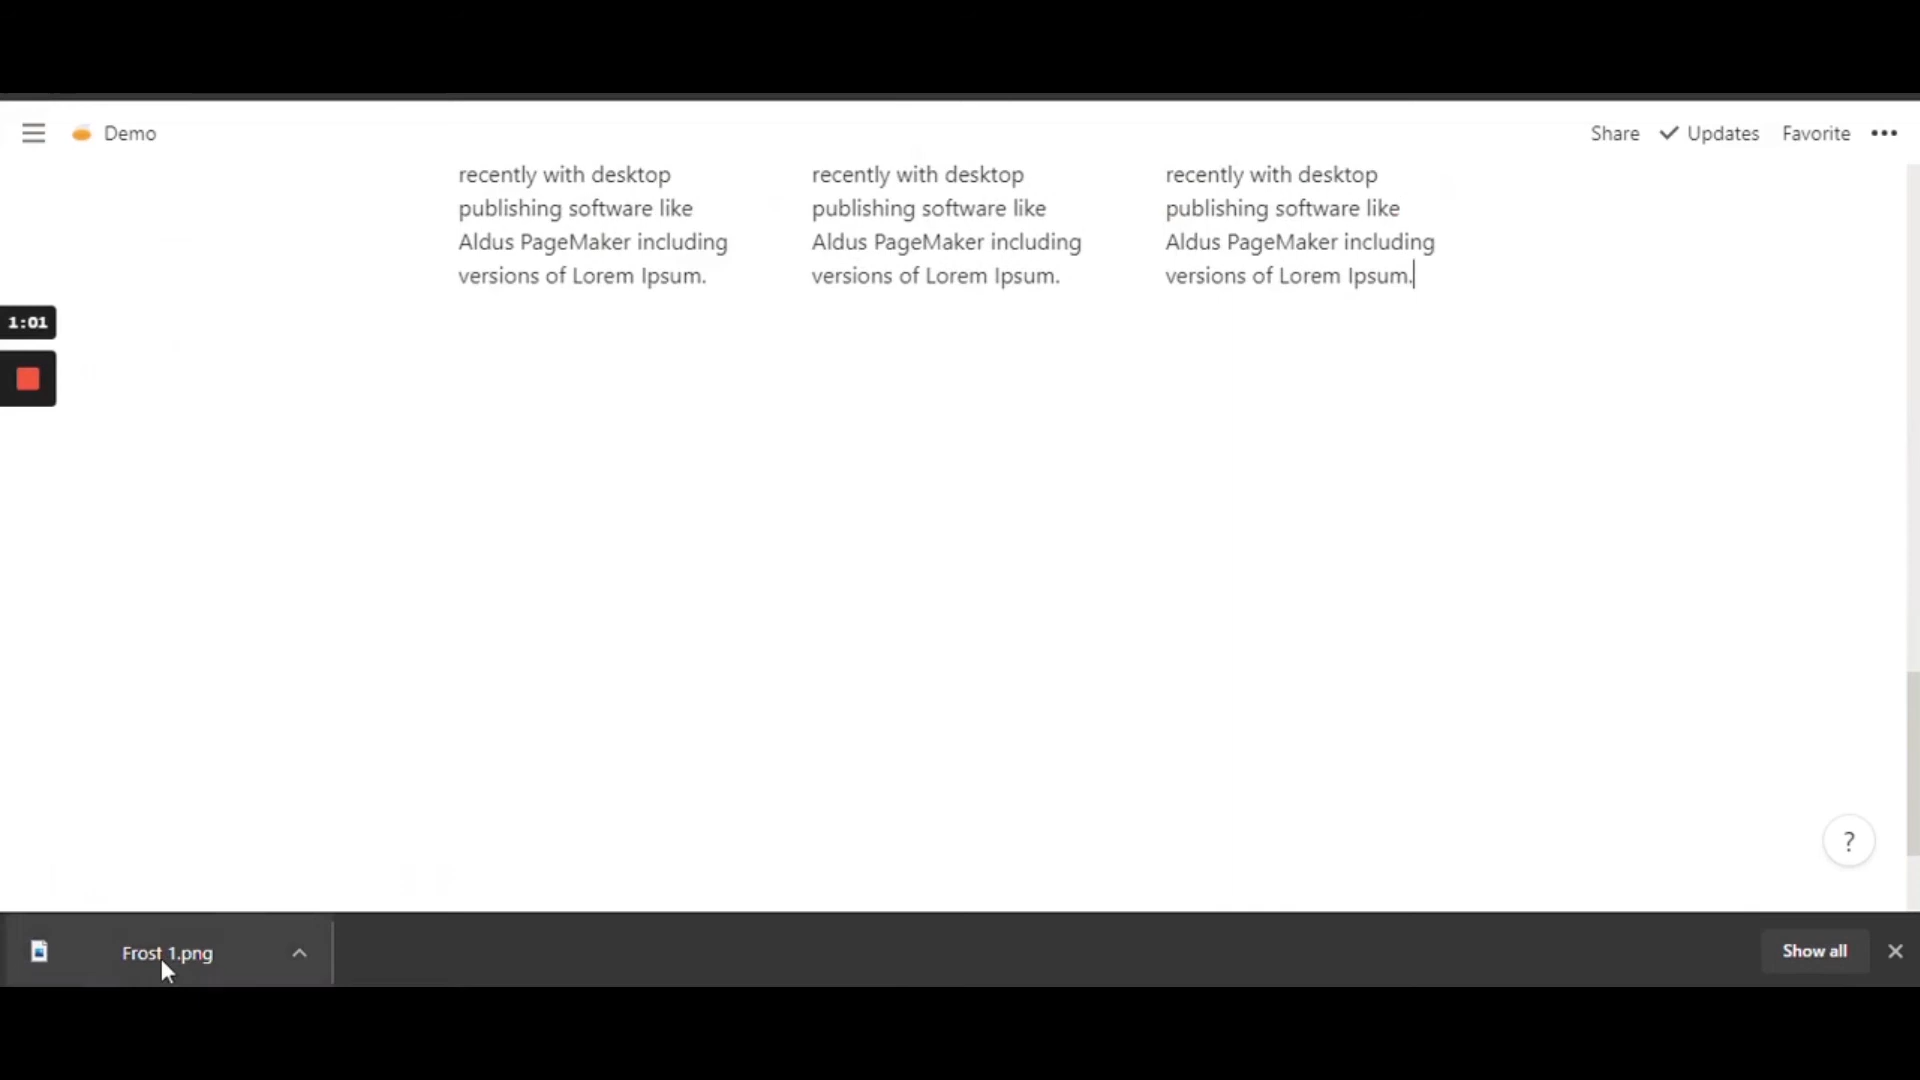 Demo
Share
Updates
Favorite
recently with desktop
publishing software like
Aldus PageMaker including
versions of Lorem Ipsum.
recently with desktop
publishing software like
Aldus PageMaker including
versions of Lorem Ipsum.
recently with desktop
publishing software like
Aldus PageMaker including
versions of Lorem Ipsum.
1:01
?
Frost 1.png
Show all